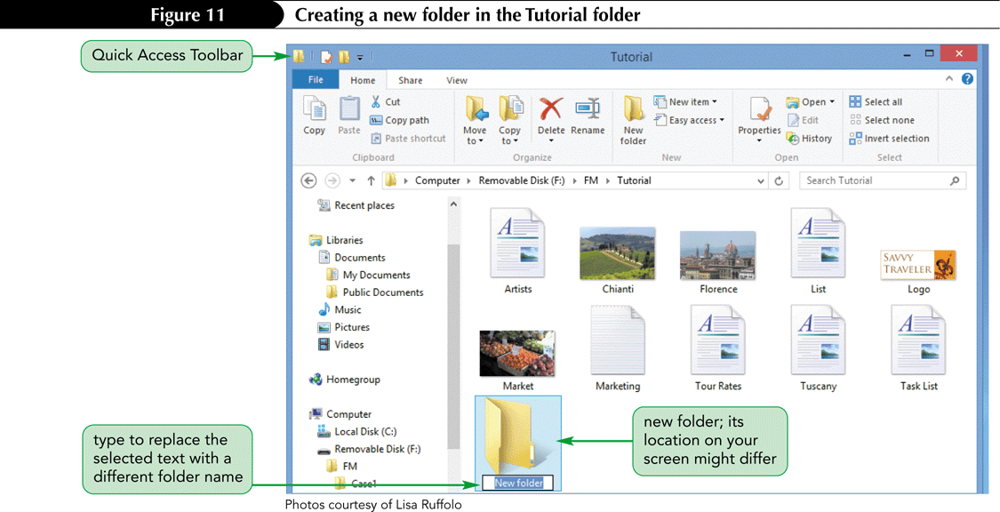 Figure 11
Creating a new folder in the Tutorial folder
Quick Access Toolbar
Tutorial
File Home Share View
Copy
Paste
Cut
Copy path
Paste shortcut
Clipboard
Move to
Copy to
Delete
Rename
Organize
New folder
New item
Easy access
New
Properties
Open
Edit
History
Open
Select all
Select none
Invert selection
Select
Computer Removable Disk (F:) FM Tutorial
Search Tutorial
Recent places
Libraries
Documents
My Documents
Public Documents
Music
Pictures
Videos
Homegroup
Computer
Local Disk (C:)
Removable Disk (F:)
FM
Case1
Artists
Chianti
Florence
List
SAVVY
TRAVELER
Logo
Market
Marketing
Tour Rates
Tuscany
Task List
New folder
type to replace the
selected text with a
different folder name
new folder; its
location on your
screen might differ
Photos courtesy of Lisa Ruffolo